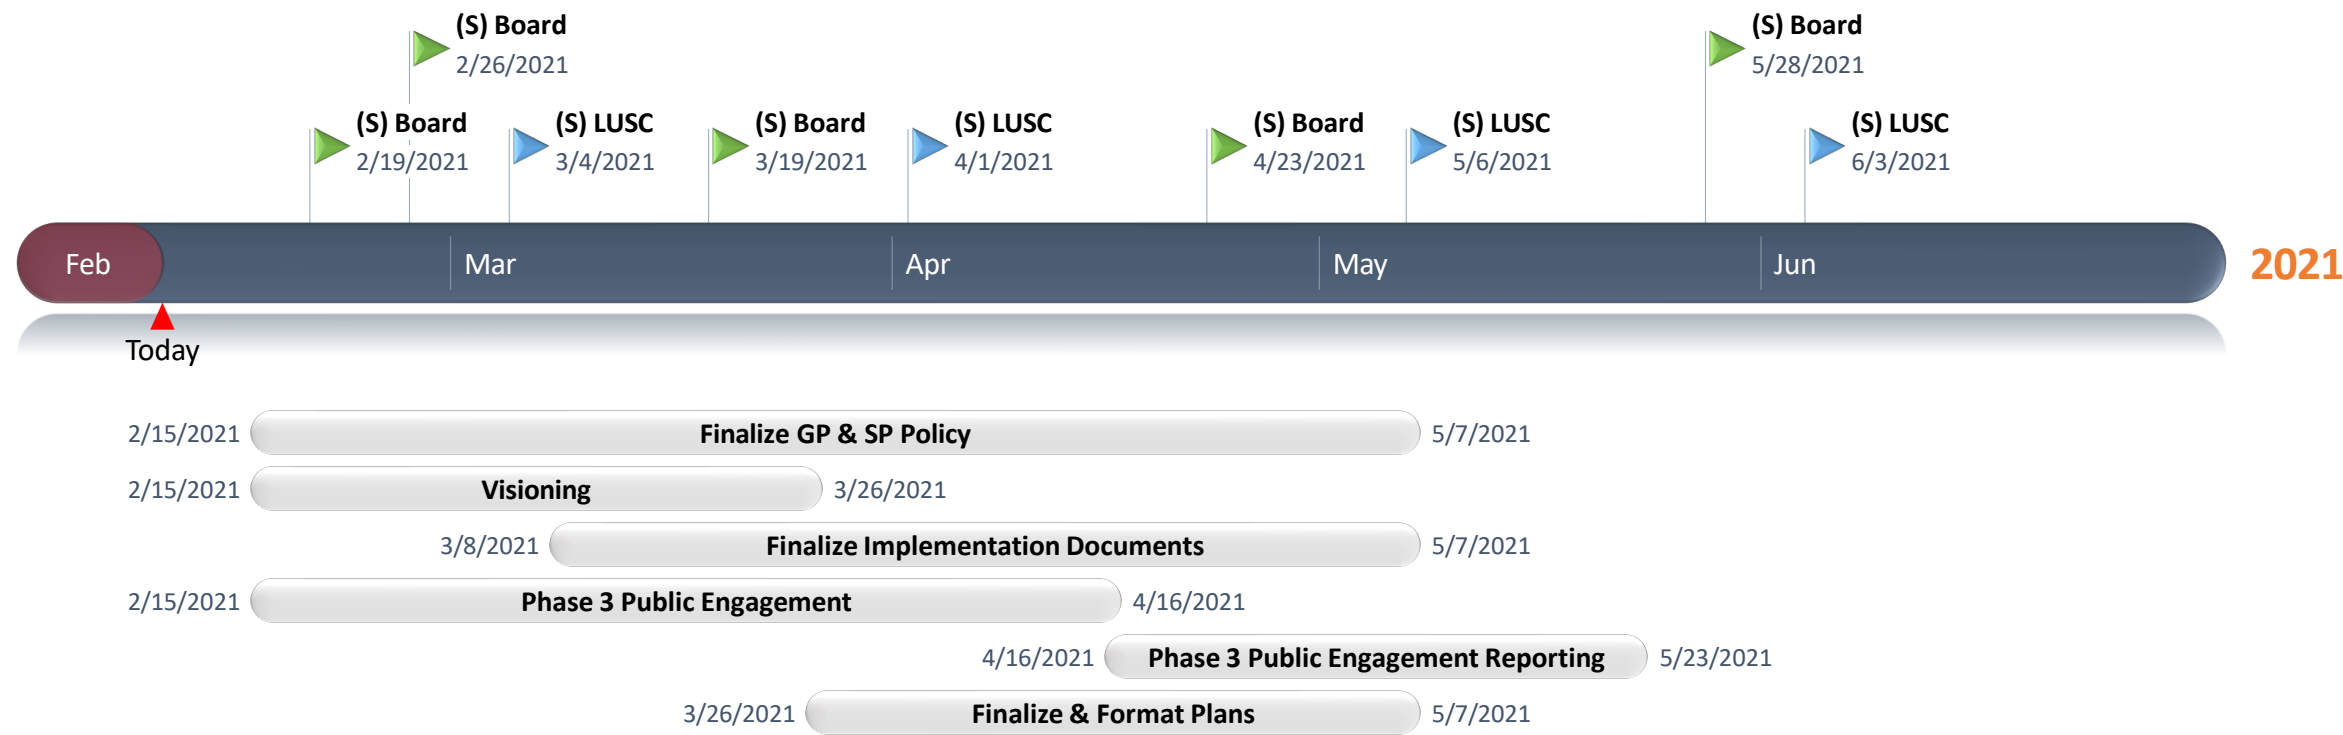 (S) Board
2/26/2021
(S) Board
5/28/2021
(S) Board
2/19/2021
(S) LUSC
3/4/2021
(S) Board
3/19/2021
(S) LUSC
4/1/2021
(S) Board
4/23/2021
(S) LUSC
5/6/2021
(S) LUSC
6/3/2021
Feb
Mar
Apr
May
Jun
2021
Today
2/15/2021 Finalize GP & SP Policy 5/7/2021
2/15/2021 Visioning 3/26/2021
3/8/2021 Finalize Implementation Documents 5/7/2021
2/15/2021 Phase 3 Public Engagement 4/16/2021
4/16/2021 Phase 3 Public Engagement Reporting 5/23/2021
3/26/2021 Finalize & Format Plans 5/7/2021